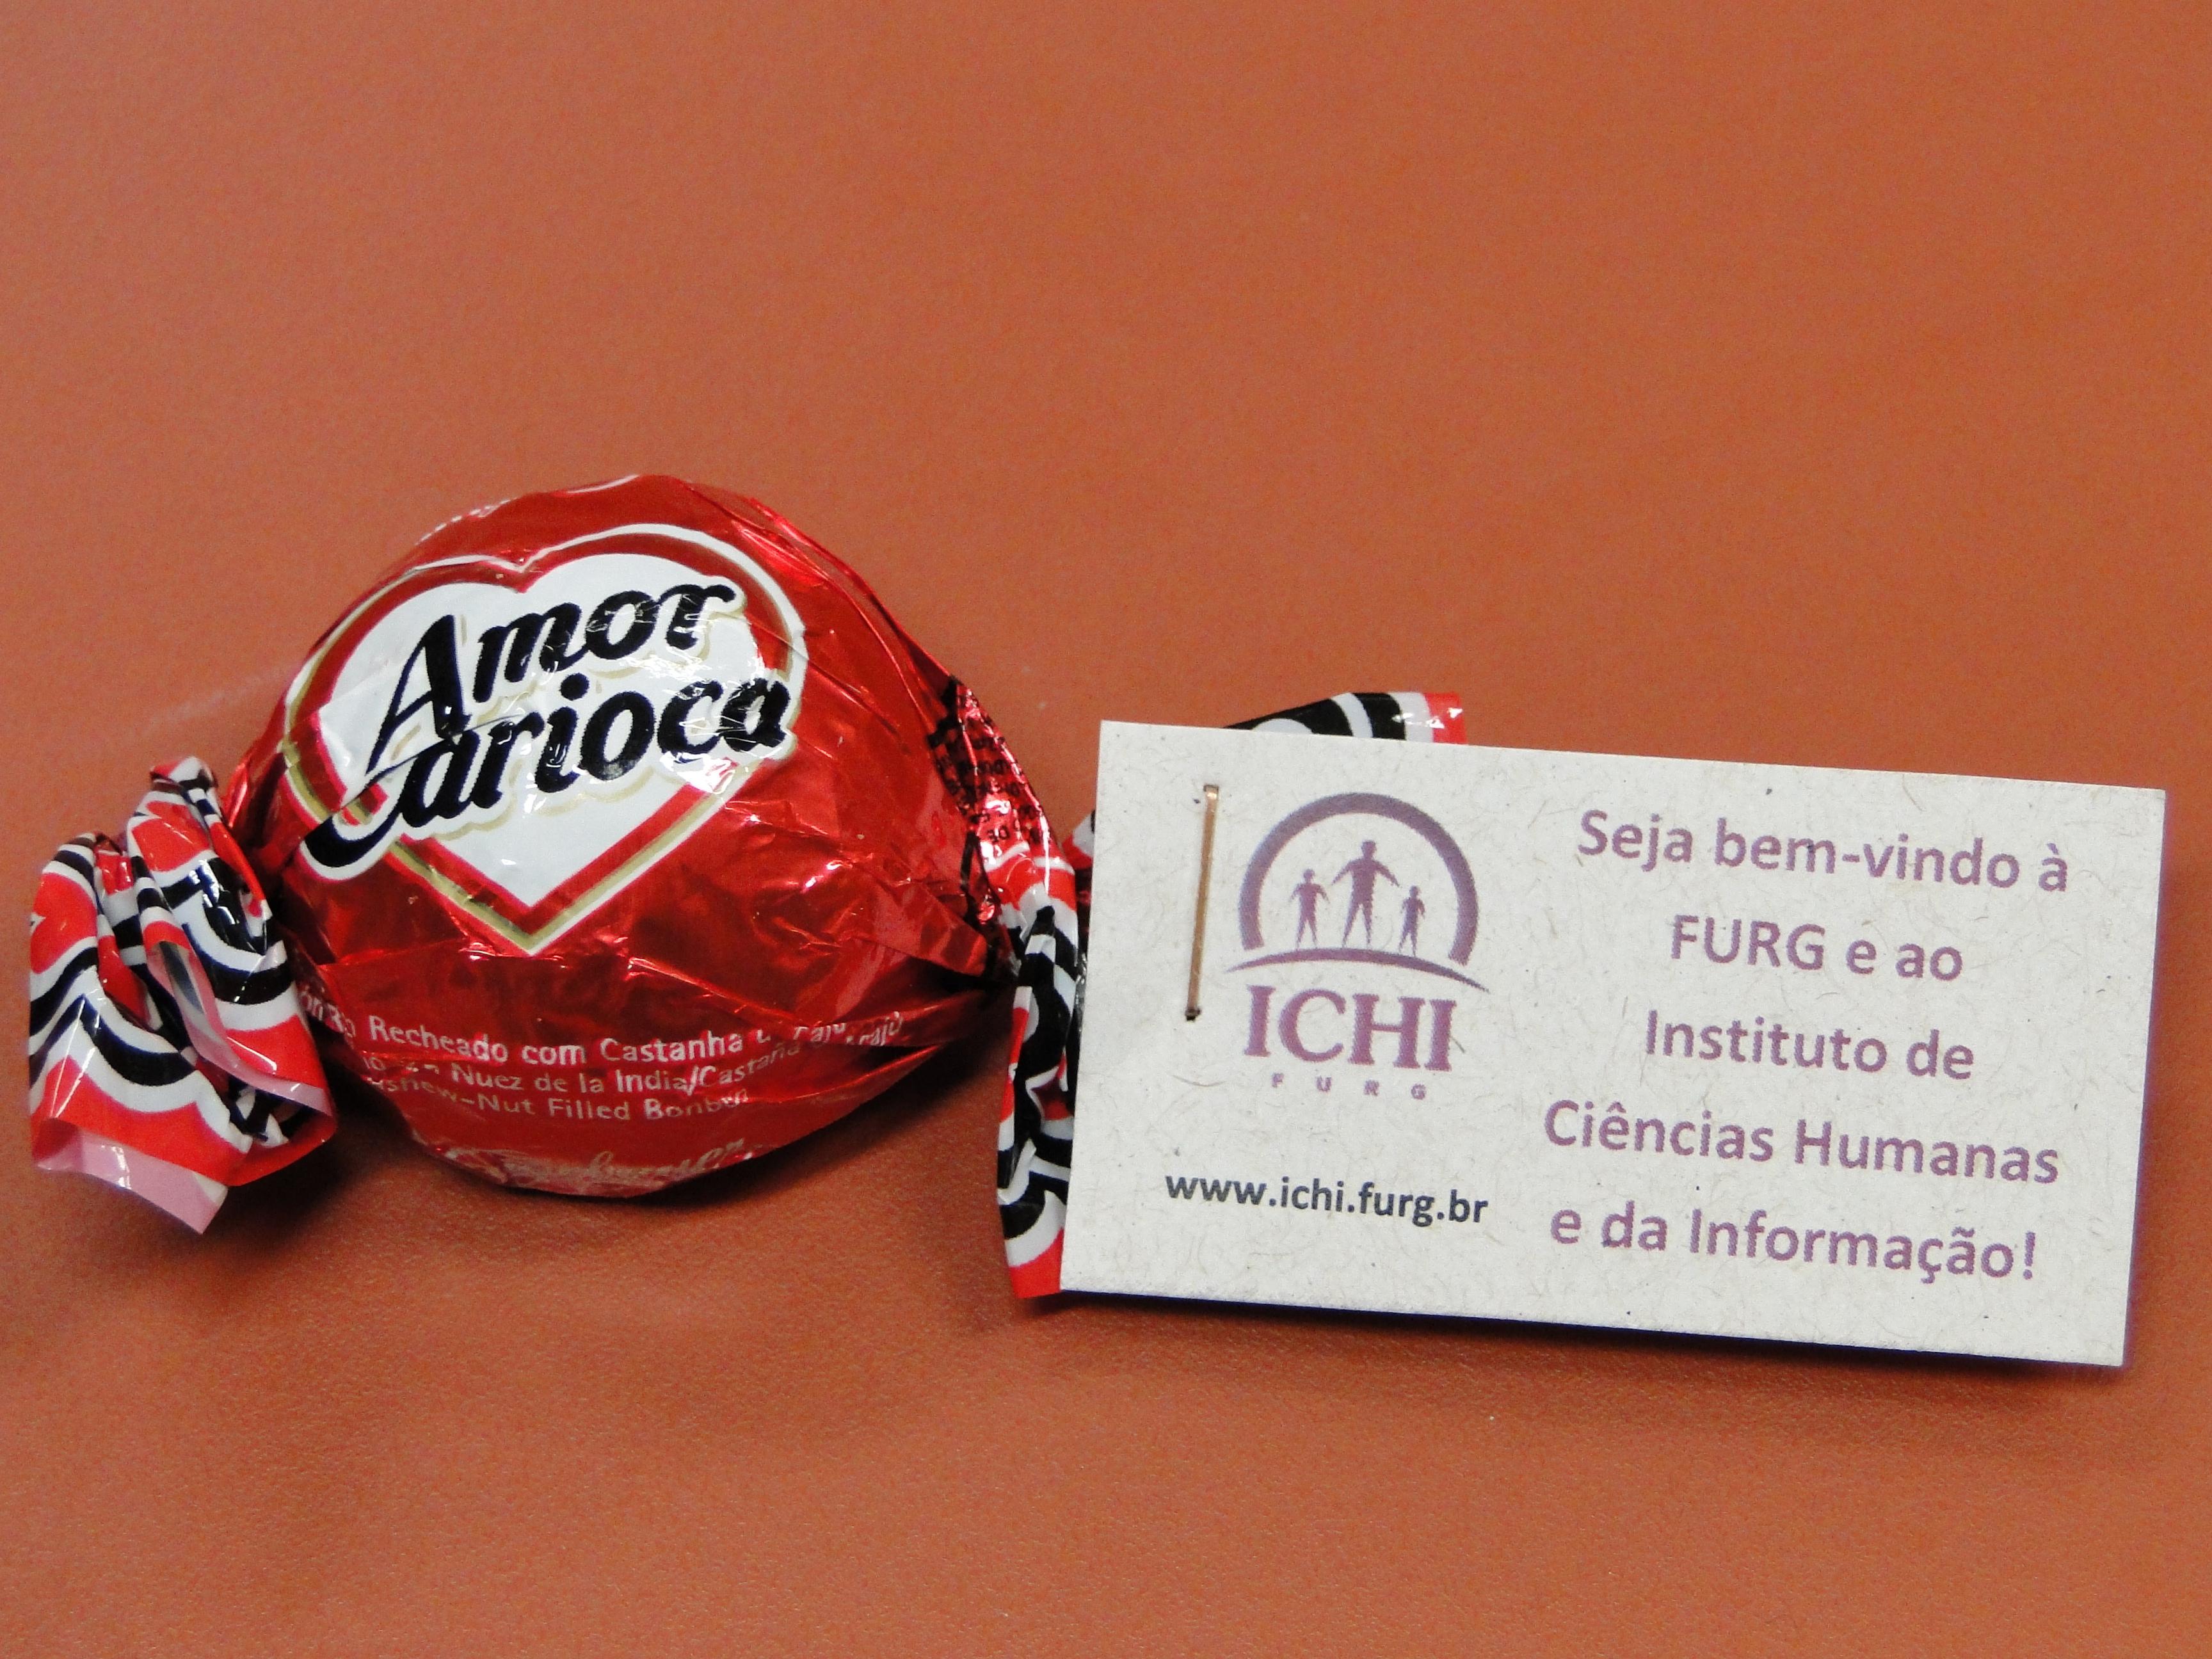 Amor
Carioca
Recheado com Castanha
Nuez de la India/Castaña
Nut Filled Bonbon
ICHI
FURG
www.ichi.furg.br
Seja bem-vindo à
FURG e ao
Instituto de
Ciências Humanas
e da Informação!